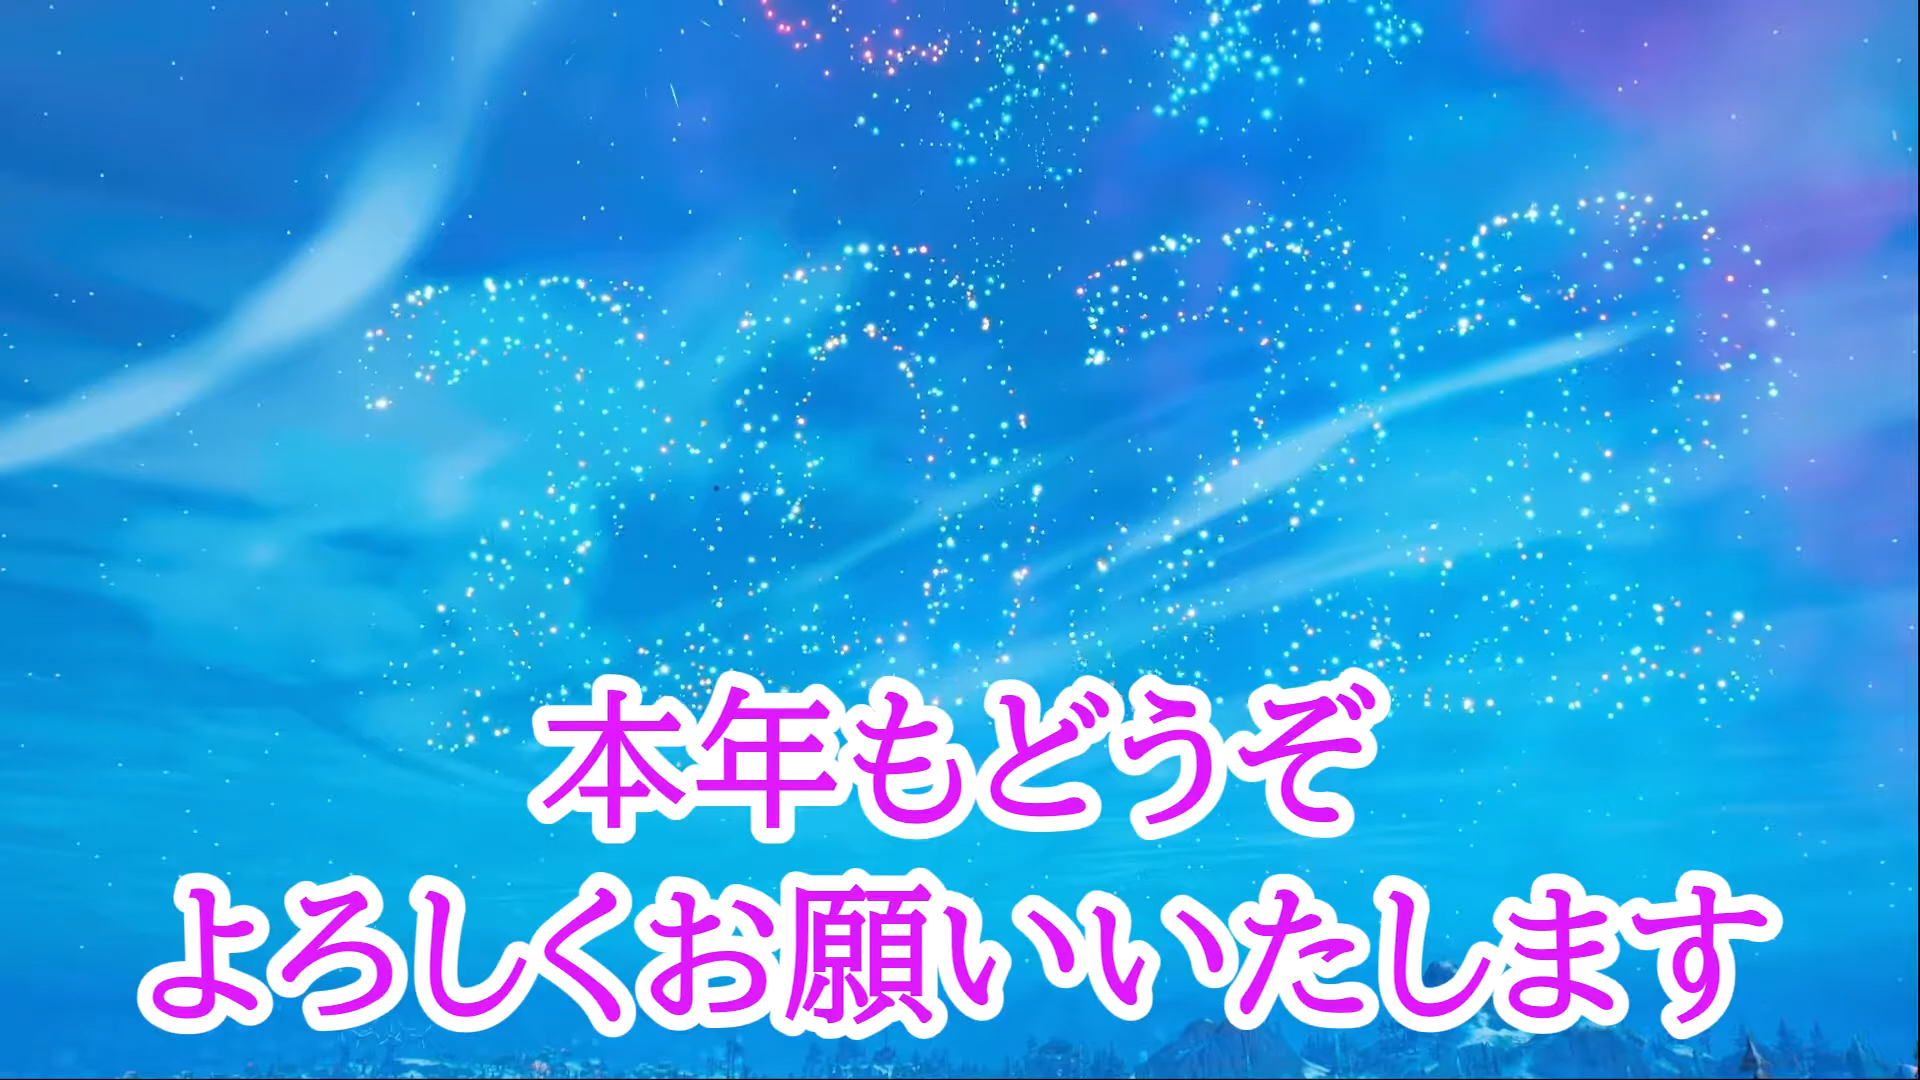 本年もどうぞ
よろしくお願いいたします